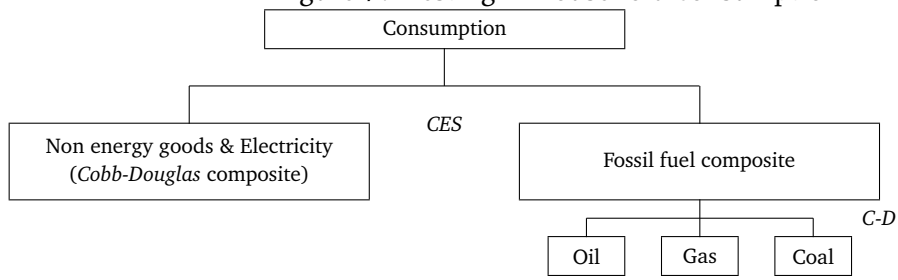 Consumption
CES
Non energy goods & Electricity
(Cobb-Douglas composite)
Fossil fuel composite
C-D
Oil
Gas
Coal